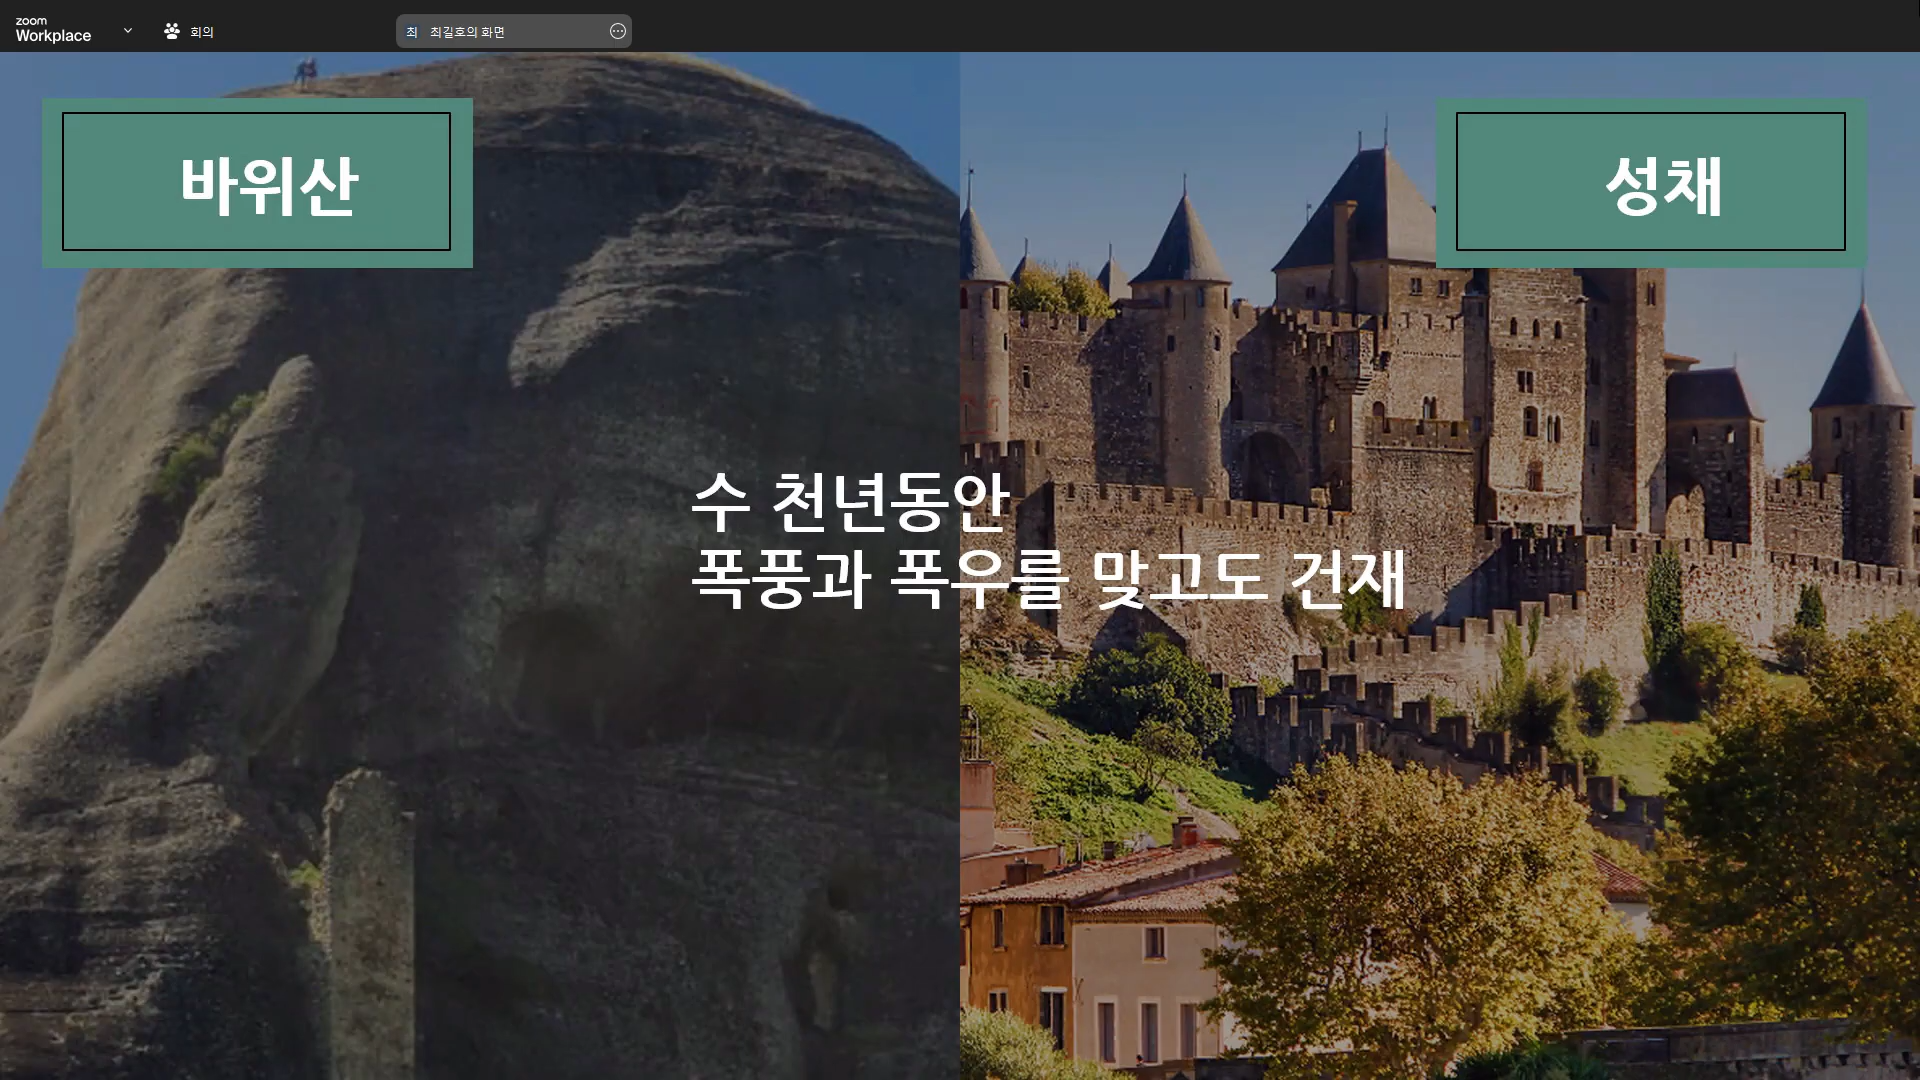 zoom
Workplace
회의
최 최길호의 화면
바위산
성채
수 천년동안
폭풍과 폭우를 맞고도 건재